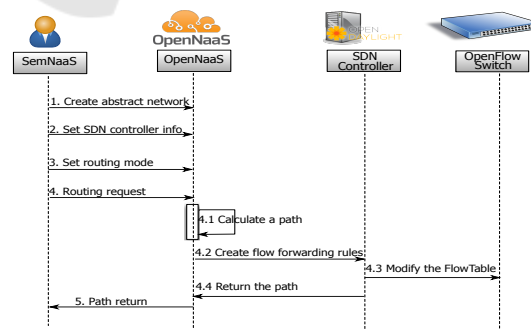 OpenNaaS
OPEN
DAYLIGHT
SemNaaS
OpenNaaS
SDN
Controller
OpenFlow
Switch
1. Create abstract network
2. Set SDN controller info
3. Set routing mode
4. Routing request
4.1 Calculate a path
4.2 Create flow forwarding rules
4.3 Modify the FlowTable
4.4 Return the path
5. Path return